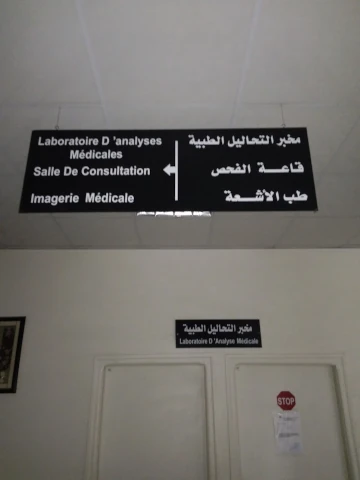 Laboratoire D 'analyses
Médicales
Salle De Consultation
Imagerie Médicale
مخبر التحاليل الطبية
قاعة الفحص
طب الأشعة
مخبر التحاليل الطبية
Laboratoire D 'Analyse Médicale
STOP